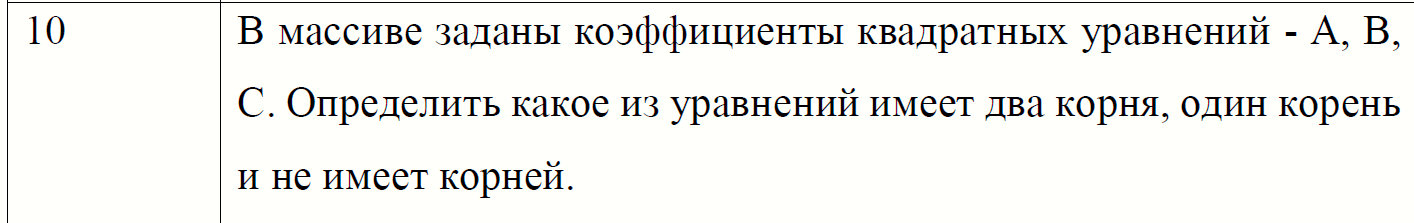 10
В массиве заданы коэффициенты квадратных уравнений - А, В,
С. Определить какое из уравнений имеет два корня, один корень
и не имеет корней.